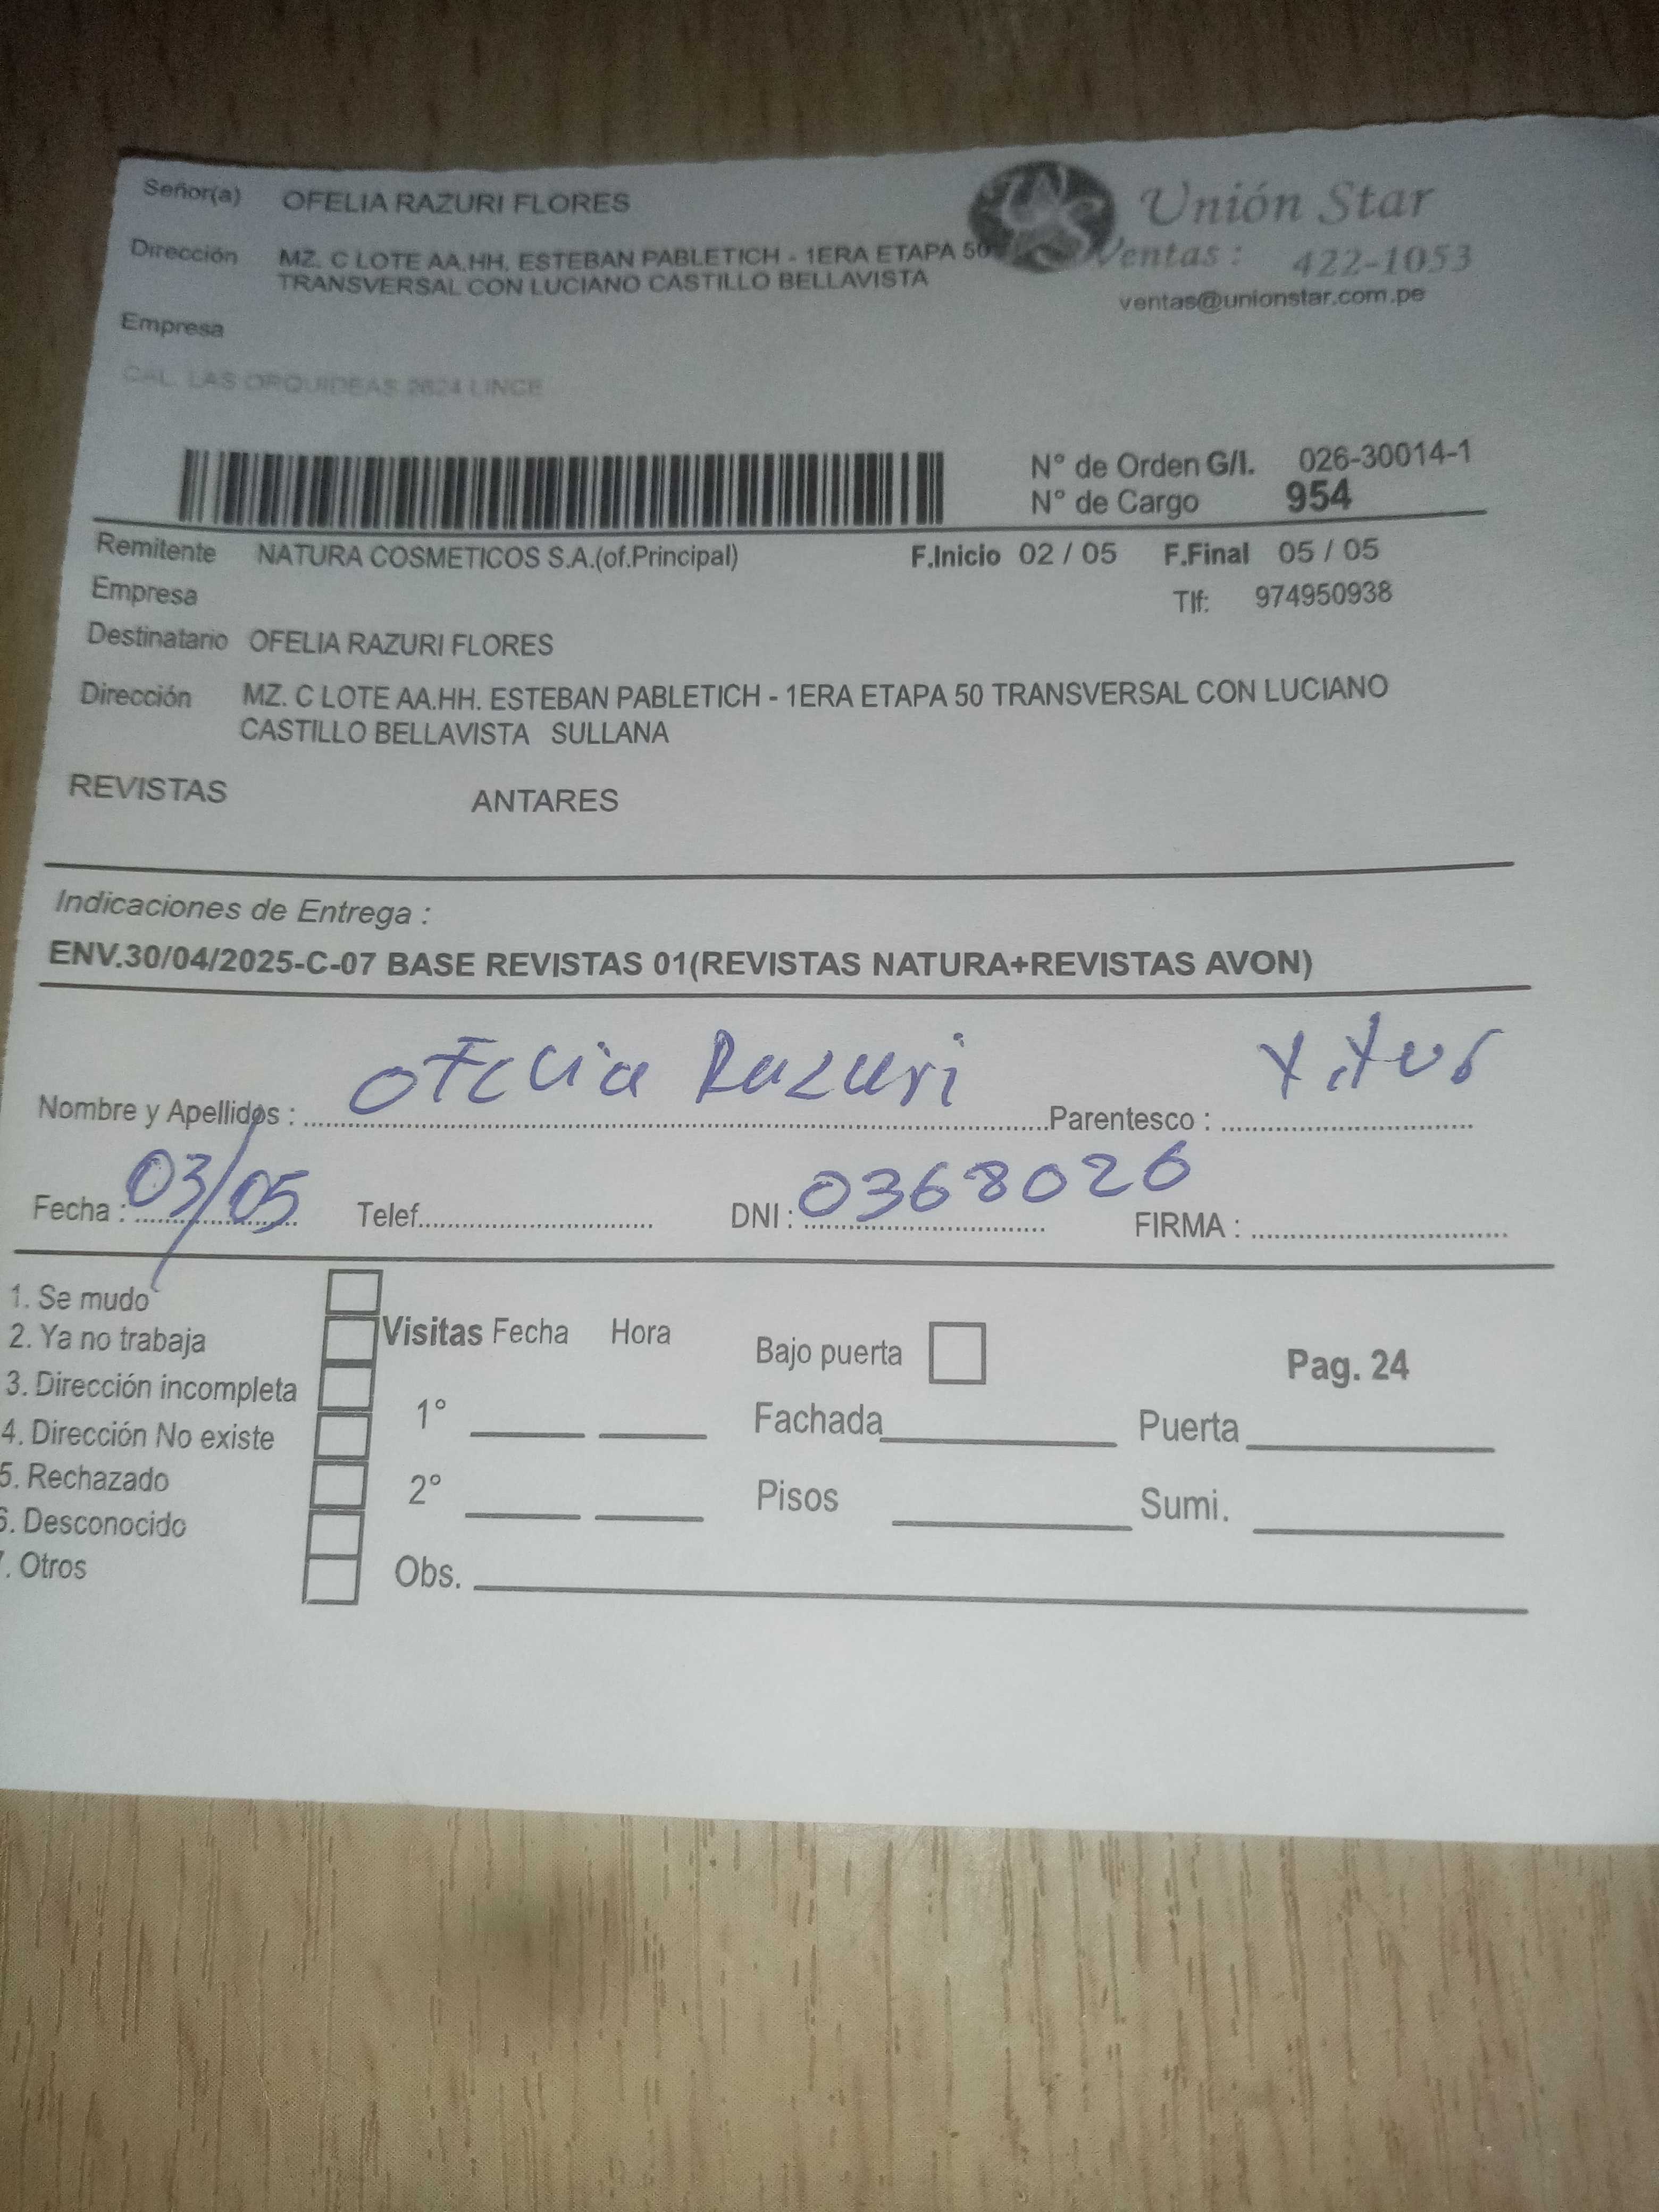 Señor(a) OFELIA RAZURI FLORES
Unión Star
Dirección MZ. C LOTE AA.HH. ESTEBAN PABLETICH - 1ERA ETAPA 50
TRANSVERSAL CON LUCIANO CASTILLO BELLAVISTA
Ventas : 422-1053
ventas@unionstar.com.pe
Empresa
CAL. LAS ORQUIDEAS 2624 LINCE
N° de Orden G/I. 026-30014-1
N° de Cargo 954
Remitente NATURA COSMETICOS S.A.(of.Principal) F.Inicio 02 / 05 F.Final 05 / 05
Empresa Tlf: 974950938
Destinatario OFELIA RAZURI FLORES
Dirección MZ. C LOTE AA.HH. ESTEBAN PABLETICH - 1ERA ETAPA 50 TRANSVERSAL CON LUCIANO
CASTILLO BELLAVISTA SULLANA
REVISTAS ANTARES
Indicaciones de Entrega :
ENV.30/04/2025-C-07 BASE REVISTAS 01(REVISTAS NATURA+REVISTAS AVON)
Nombre y Apellidos : OFelia Razuri Parentesco :
Fecha : 03/05 Telef. DNI : 0368026 FIRMA :
1. Se mudo
2. Ya no trabaja
3. Dirección incompleta
4. Dirección No existe
5. Rechazado
6. Desconocido
7. Otros
Visitas Fecha Hora
1°
2°
Obs.
Bajo puerta
Pag. 24
Fachada Puerta
Pisos Sumi.